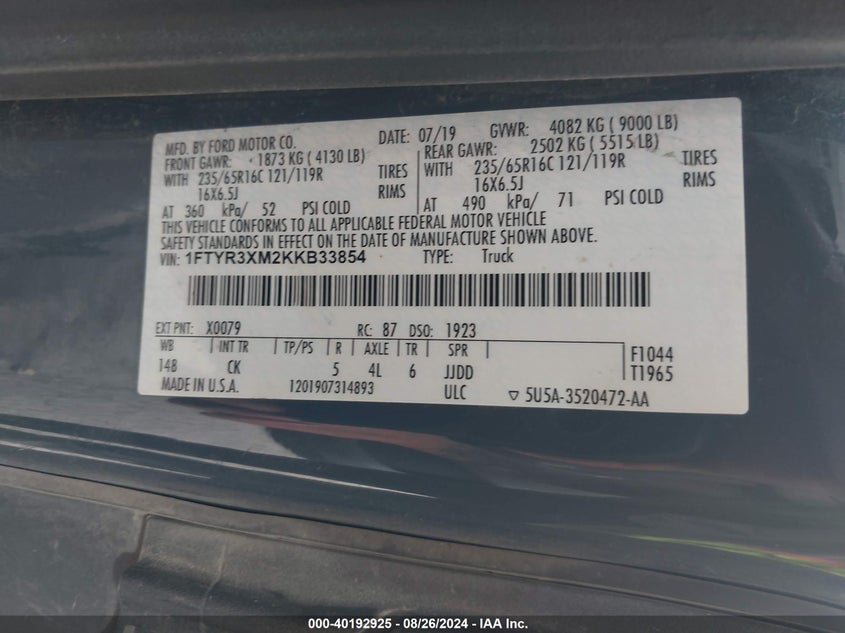 MFD. BY FORD MOTOR CO. DATE: 07/19 GVWR: 4082 KG ( 9000 LB)
FRONT GAWR: 1873 KG ( 4130 LB) REAR GAWR: 2502 KG ( 5515 LB)
WITH 235/65R16C 121/119R TIRES WITH 235/65R16C 121/119R TIRES
16X6.5J RIMS 16X6.5J RIMS
AT 360 kPa/ 52 PSI COLD AT 490 kPa/ 71 PSI COLD
THIS VEHICLE CONFORMS TO ALL APPLICABLE FEDERAL MOTOR VEHICLE
SAFETY STANDARDS IN EFFECT ON THE DATE OF MANUFACTURE SHOWN ABOVE.
VIN: 1FTYR3XM2KKB33854 TYPE: Truck
EXT PNT: X0079 RC: 87 DSO: 1923
WB | INT TR | TP/PS | R | AXLE | TR | SPR | F1044
148 CK 5 4L 6 JJDD T1965
MADE IN U.S.A. 1201907314893 ULC ▽ 5U5A-3520472-AA
000-40192925 - 08/26/2024 - IAA Inc.